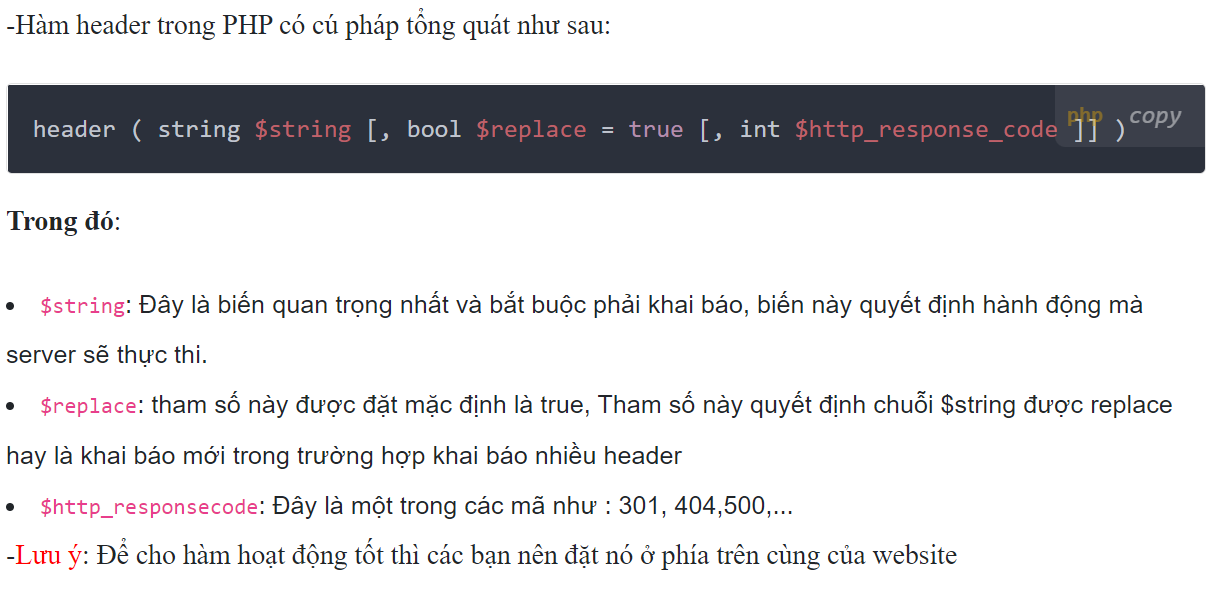 -Hàm header trong PHP có cú pháp tổng quát như sau:
php copy
header ( string $string [, bool $replace = true [, int $http_response_code ]] )
Trong đó:
• $string: Đây là biến quan trọng nhất và bắt buộc phải khai báo, biến này quyết định hành động mà
server sẽ thực thi.
• $replace: tham số này được đặt mặc định là true, Tham số này quyết định chuỗi $string được replace
hay là khai báo mới trong trường hợp khai báo nhiều header
• $http_responsecode: Đây là một trong các mã như : 301, 404,500,...
-Lưu ý: Để cho hàm hoạt động tốt thì các bạn nên đặt nó ở phía trên cùng của website